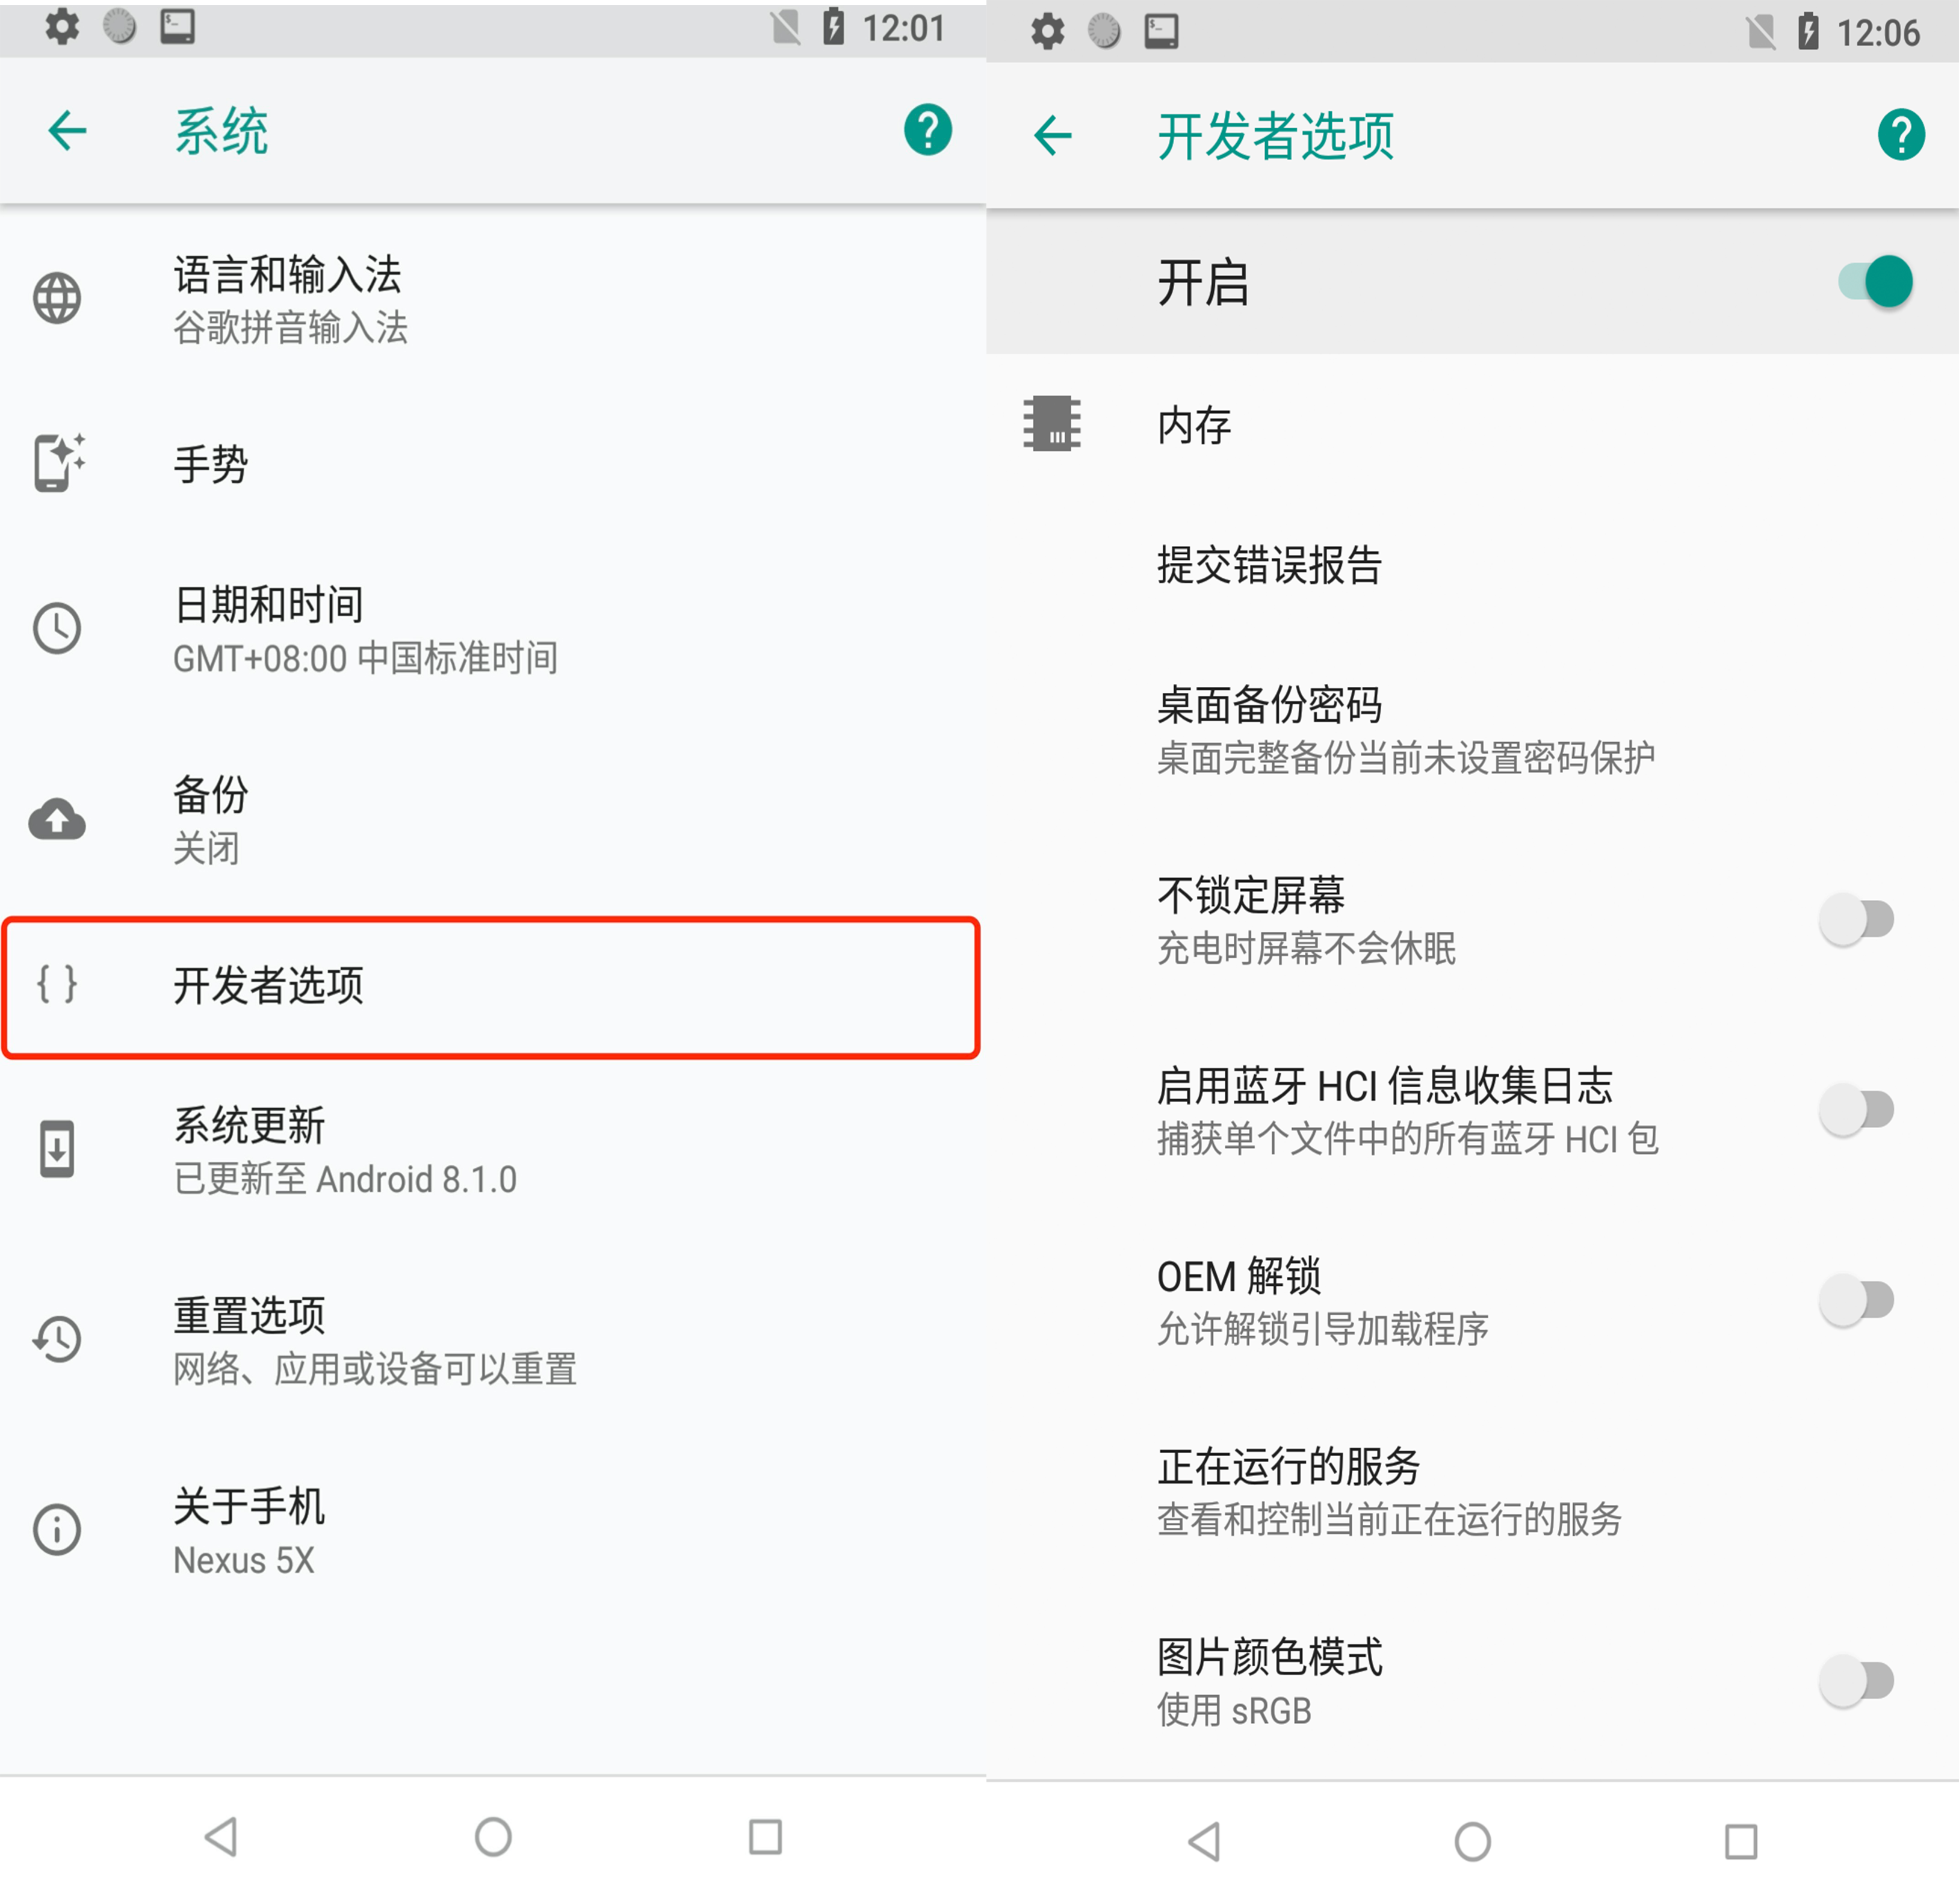 12:01
系统
语言和输入法
谷歌拼音输入法
手势
日期和时间
GMT+08:00 中国标准时间
备份
关闭
{ } 开发者选项
系统更新
已更新至 Android 8.1.0
重置选项
网络、应用或设备可以重置
关于手机
Nexus 5X
12:06
开发者选项
开启
内存
提交错误报告
桌面备份密码
桌面完整备份当前未设置密码保护
不锁定屏幕
充电时屏幕不会休眠
启用蓝牙 HCI 信息收集日志
捕获单个文件中的所有蓝牙 HCI 包
OEM 解锁
允许解锁引导加载程序
正在运行的服务
查看和控制当前正在运行的服务
图片颜色模式
使用 sRGB